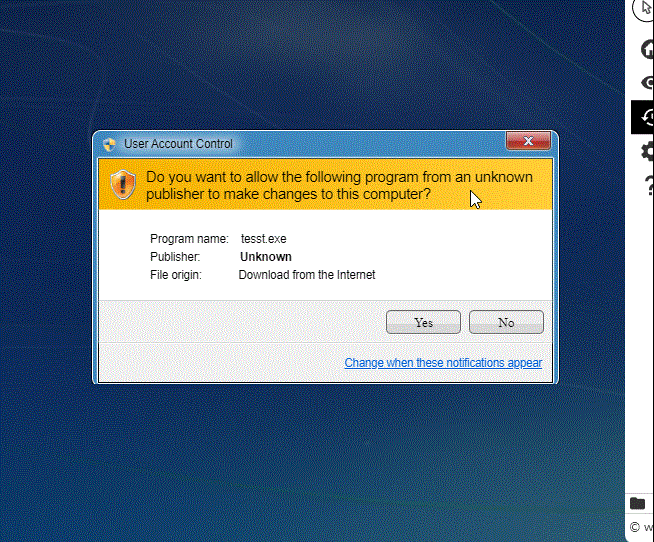 User Account Control
Do you want to allow the following program from an unknown
publisher to make changes to this computer?
Program name: tesst.exe
Publisher: Unknown
File origin: Download from the Internet
Yes No
Change when these notifications appear
?
© w